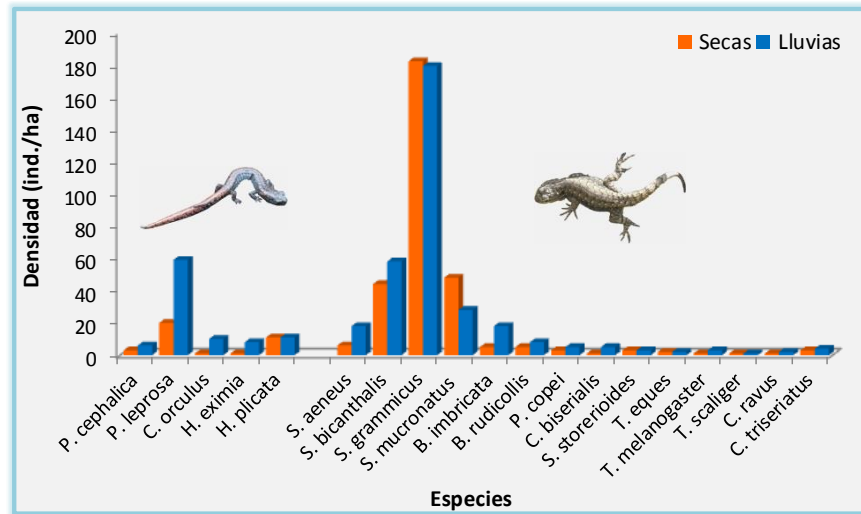 Secas Lluvias
Densidad (ind./ha)
200
180
160
140
120
100
80
60
40
20
0
P. cephalica
P. leprosa
C. orculus
H. eximia
H. plicata
S. aeneus
S. bicanthalis
S. grammicus
S. mucronatus
B. imbricata
B. rudicollis
P. copei
C. biserialis
S. storerioides
T. eques
T. melanogaster
T. scaliger
C. ravus
C. triseriatus
Especies